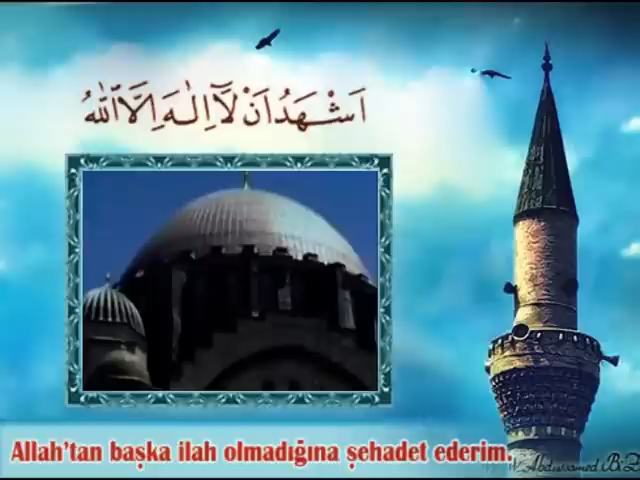 اَشْهَدُ اَنْ لَٓا اِلٰهَ اِلَّا اللّٰهُ
Allah'tan başka ilah olmadığına şehadet ederim.